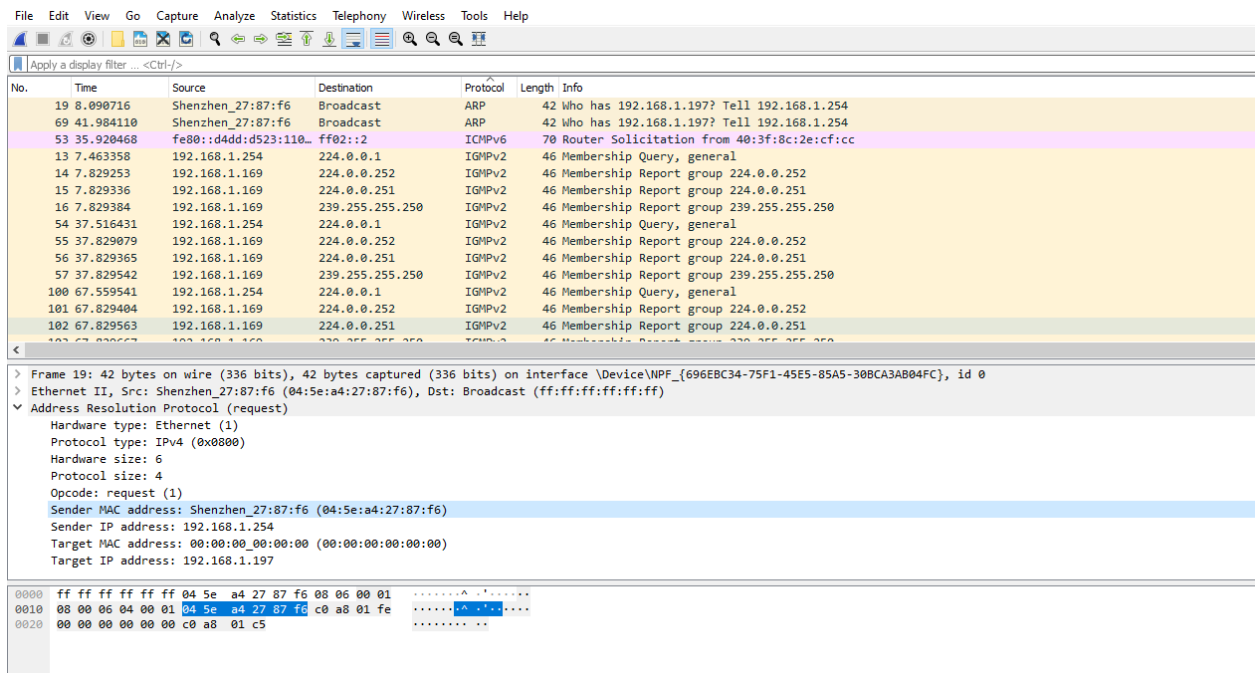 File Edit View Go Capture Analyze Statistics Telephony Wireless Tools Help
Apply a display filter ... <Ctrl-/>
No. Time Source Destination Protocol Length Info
19 8.090716 Shenzhen_27:87:f6 Broadcast ARP 42 Who has 192.168.1.197? Tell 192.168.1.254
69 41.984110 Shenzhen_27:87:f6 Broadcast ARP 42 Who has 192.168.1.197? Tell 192.168.1.254
53 35.920468 fe80::d4dd:d523:110… ff02::2 ICMPv6 70 Router Solicitation from 40:3f:8c:2e:cf:cc
13 7.463358 192.168.1.254 224.0.0.1 IGMPv2 46 Membership Query, general
14 7.829253 192.168.1.169 224.0.0.252 IGMPv2 46 Membership Report group 224.0.0.252
15 7.829336 192.168.1.169 224.0.0.251 IGMPv2 46 Membership Report group 224.0.0.251
16 7.829384 192.168.1.169 239.255.255.250 IGMPv2 46 Membership Report group 239.255.255.250
54 37.516431 192.168.1.254 224.0.0.1 IGMPv2 46 Membership Query, general
55 37.829079 192.168.1.169 224.0.0.252 IGMPv2 46 Membership Report group 224.0.0.252
56 37.829365 192.168.1.169 224.0.0.251 IGMPv2 46 Membership Report group 224.0.0.251
57 37.829542 192.168.1.169 239.255.255.250 IGMPv2 46 Membership Report group 239.255.255.250
100 67.559541 192.168.1.254 224.0.0.1 IGMPv2 46 Membership Query, general
101 67.829404 192.168.1.169 224.0.0.252 IGMPv2 46 Membership Report group 224.0.0.252
102 67.829563 192.168.1.169 224.0.0.251 IGMPv2 46 Membership Report group 224.0.0.251
Frame 19: 42 bytes on wire (336 bits), 42 bytes captured (336 bits) on interface \Device\NPF_{696EBC34-75F1-45E5-85A5-30BCA3AB04FC}, id 0
Ethernet II, Src: Shenzhen_27:87:f6 (04:5e:a4:27:87:f6), Dst: Broadcast (ff:ff:ff:ff:ff:ff)
Address Resolution Protocol (request)
Hardware type: Ethernet (1)
Protocol type: IPv4 (0x0800)
Hardware size: 6
Protocol size: 4
Opcode: request (1)
Sender MAC address: Shenzhen_27:87:f6 (04:5e:a4:27:87:f6)
Sender IP address: 192.168.1.254
Target MAC address: 00:00:00_00:00:00 (00:00:00:00:00:00)
Target IP address: 192.168.1.197
0000 ff ff ff ff ff ff 04 5e a4 27 87 f6 08 06 00 01 ·······^ ·'······
0010 08 00 06 04 00 01 04 5e a4 27 87 f6 c0 a8 01 fe ·······^ ·'······
0020 00 00 00 00 00 00 c0 a8 01 c5 ········ ··